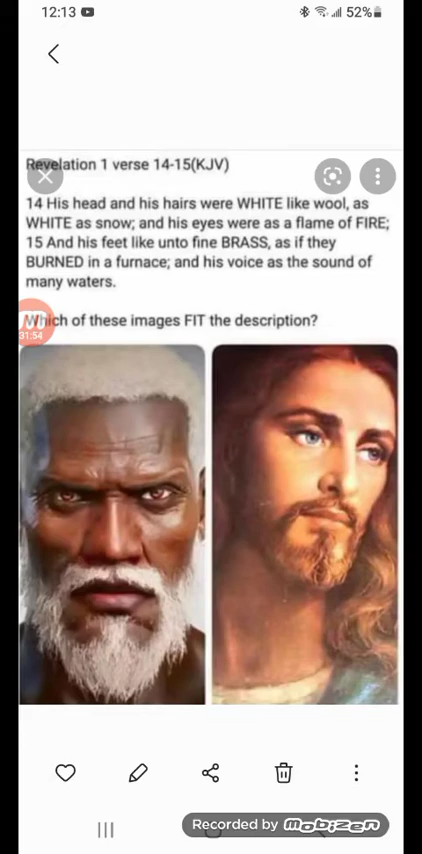 12:13
52%
Revelation 1 verse 14-15(KJV)
14 His head and his hairs were WHITE like wool, as
WHITE as snow; and his eyes were as a flame of FIRE;
15 And his feet like unto fine BRASS, as if they
BURNED in a furnace; and his voice as the sound of
many waters.
Which of these images FIT the description?
31:54
Recorded by mobizen